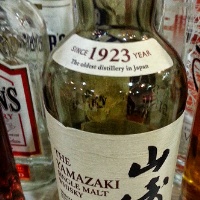 SINCE 1923 YEAR
The oldest distillery in Japan
THE
YAMAZAKI
SINGLE MALT
WHISKY
山